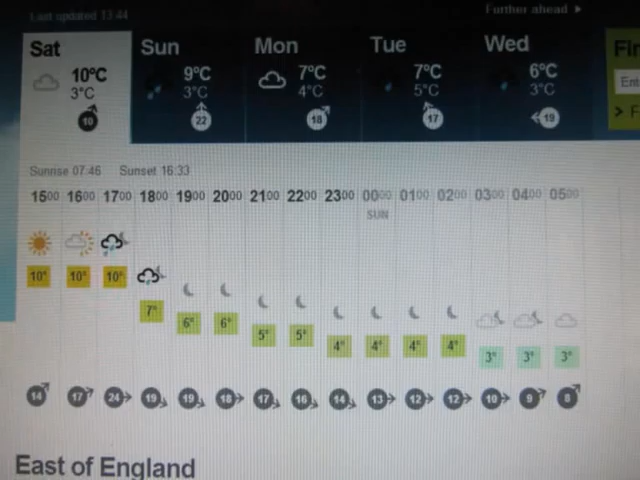 Last updated 13:44
Further ahead ►
Sat
Sun
Mon
Tue
Wed
10°C
9°C
7°C
7°C
6°C
3°C
3°C
4°C
5°C
3°C
10
22
18
17
19
Fin
Ent
> F
Sunrise 07:46 Sunset 16:33
1500 1600 1700 1800 1900 2000 2100 2200 2300 0000 0100 0200 0300 0400 0500
SUN
10° 10° 10°
7° 6° 6° 5° 5° 4° 4° 4° 4° 3° 3° 3°
14 17 24 19 19 18 17 16 14 13 12 12 10 9 8
East of England